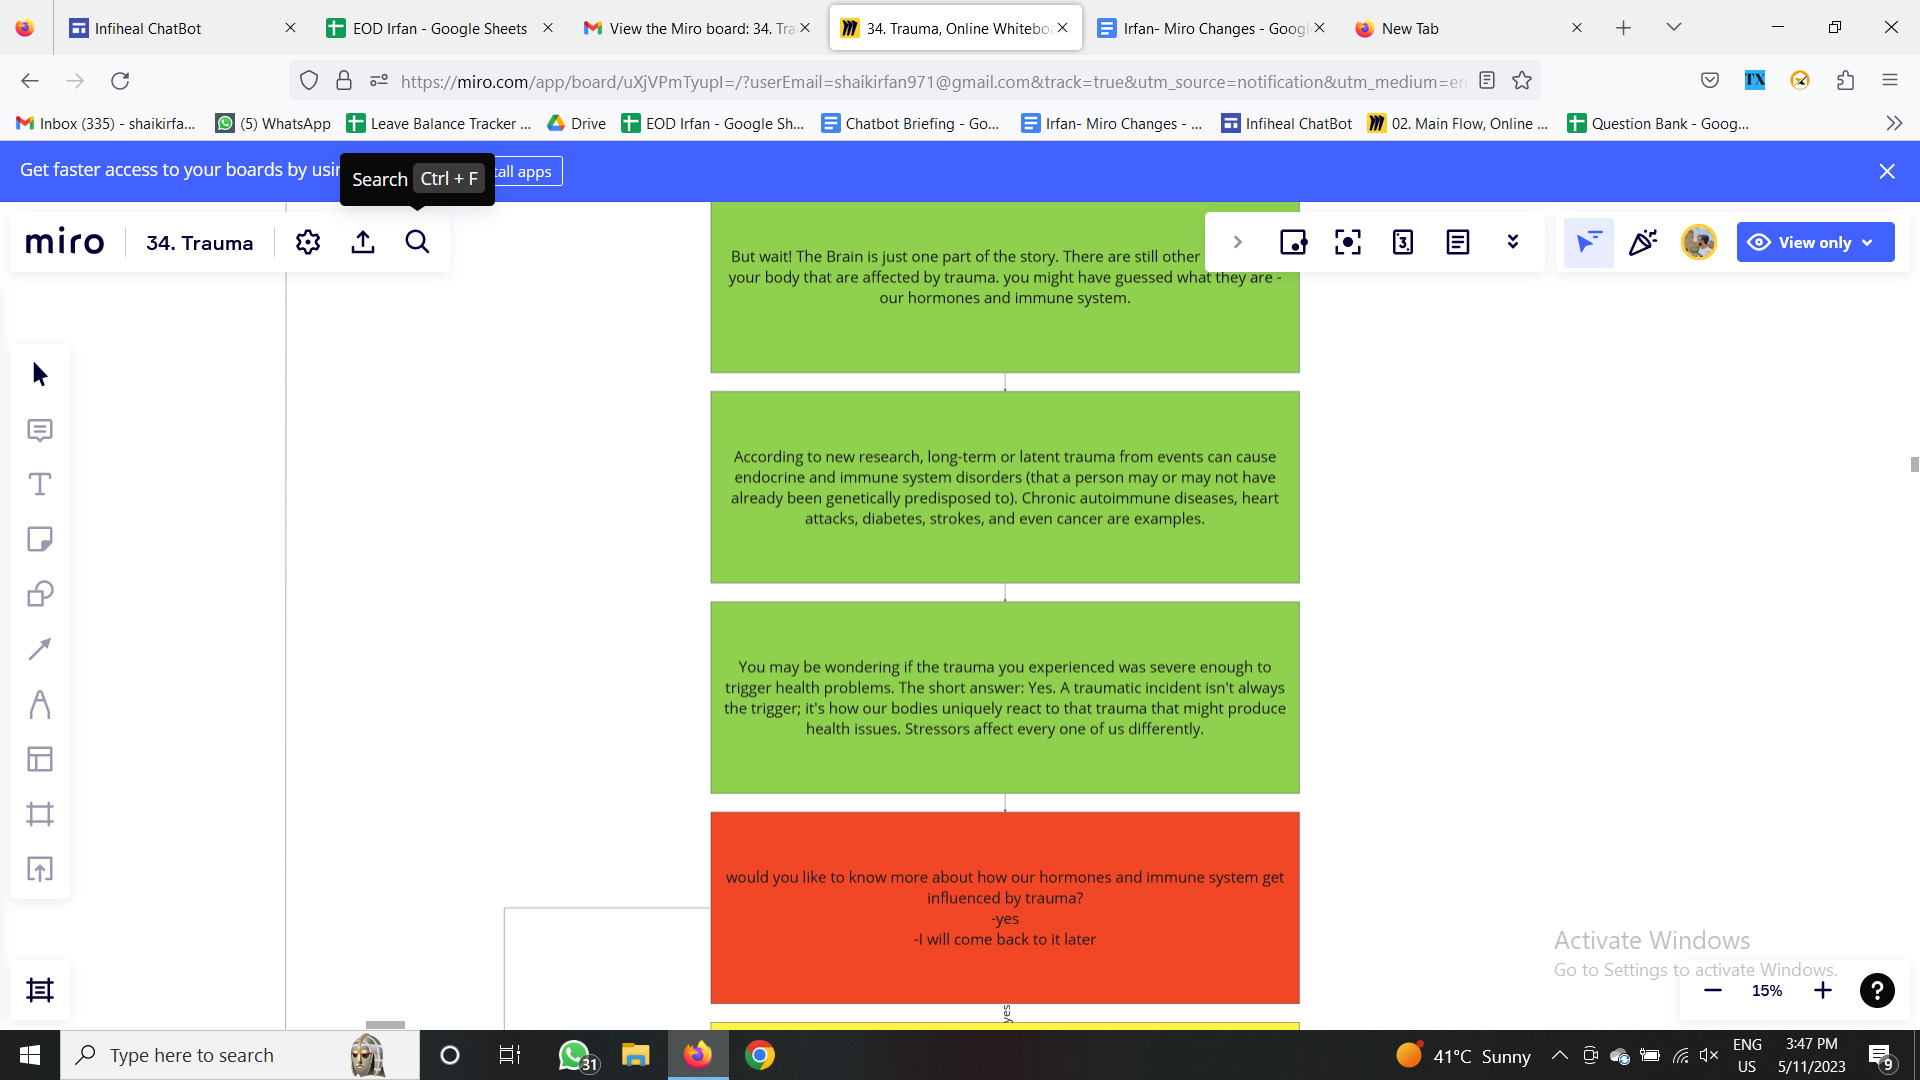 Infiheal ChatBot
EOD Irfan - Google Sheets
View the Miro board: 34. Tra
34. Trauma, Online Whiteboa
Irfan- Miro Changes - Googl
New Tab
https://miro.com/app/board/uXjVPmTyupI=/?userEmail=shaikirfan971@gmail.com&track=true&utm_source=notification&utm_medium=em
TX
Inbox (335) - shaikirfa...
(5) WhatsApp
Leave Balance Tracker ...
Drive
EOD Irfan - Google Sh...
Chatbot Briefing - Go...
Irfan- Miro Changes - ...
Infiheal ChatBot
02. Main Flow, Online ...
Question Bank - Goog...
Get faster access to your boards by usin
tall apps
Search Ctrl + F
miro
34. Trauma
3
View only
But wait! The Brain is just one part of the story. There are still other
your body that are affected by trauma. you might have guessed what they are -
our hormones and immune system.
According to new research, long-term or latent trauma from events can cause
endocrine and immune system disorders (that a person may or may not have
already been genetically predisposed to). Chronic autoimmune diseases, heart
attacks, diabetes, strokes, and even cancer are examples.
You may be wondering if the trauma you experienced was severe enough to
trigger health problems. The short answer: Yes. A traumatic incident isn't always
the trigger; it's how our bodies uniquely react to that trauma that might produce
health issues. Stressors affect every one of us differently.
would you like to know more about how our hormones and immune system get
influenced by trauma?
-yes
-I will come back to it later
yes
Activate Windows
Go to Settings to activate Windows.
15%
?
Type here to search
31
41°C Sunny
ENG
US
3:47 PM
5/11/2023
9